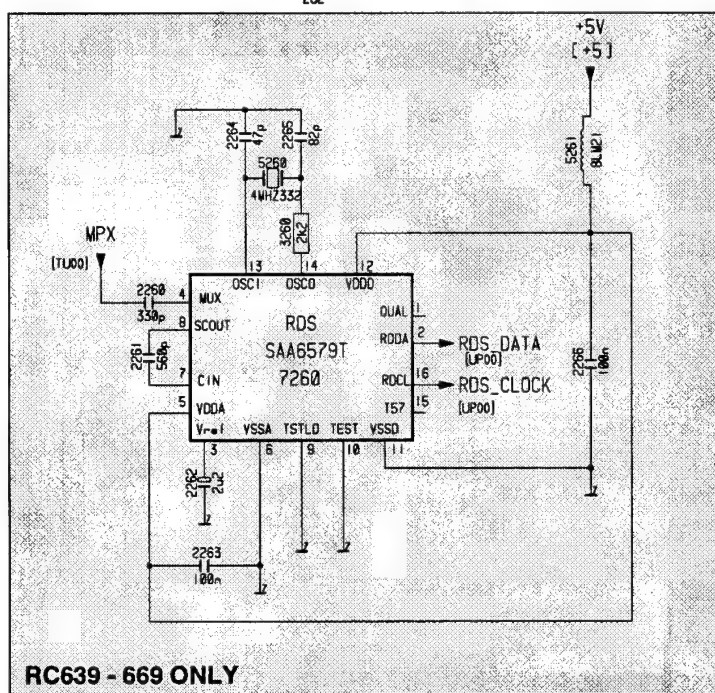 +5V
[ +5 ]
2264
47p
2265
82p
5260
4MHZ332
5261
BLM21
3260
2k2
MPX
[TU00]
2260
330p
13
14
12
OSCI
OSCO
VDDD
4
MUX
QUAL
1
8
SCOUT
RDS
RDDA
2
RDS_DATA
[UP00]
2261
560p
SAA6579T
2266
100n
7
CIN
7260
RDCL
16
RDS_CLOCK
[UP00]
5
VDDA
T57
15
Vref
VSSA
TSTLD
TEST
VSSD
3
6
9
10
11
2262
2u2
2263
100n
RC639 - 669 ONLY